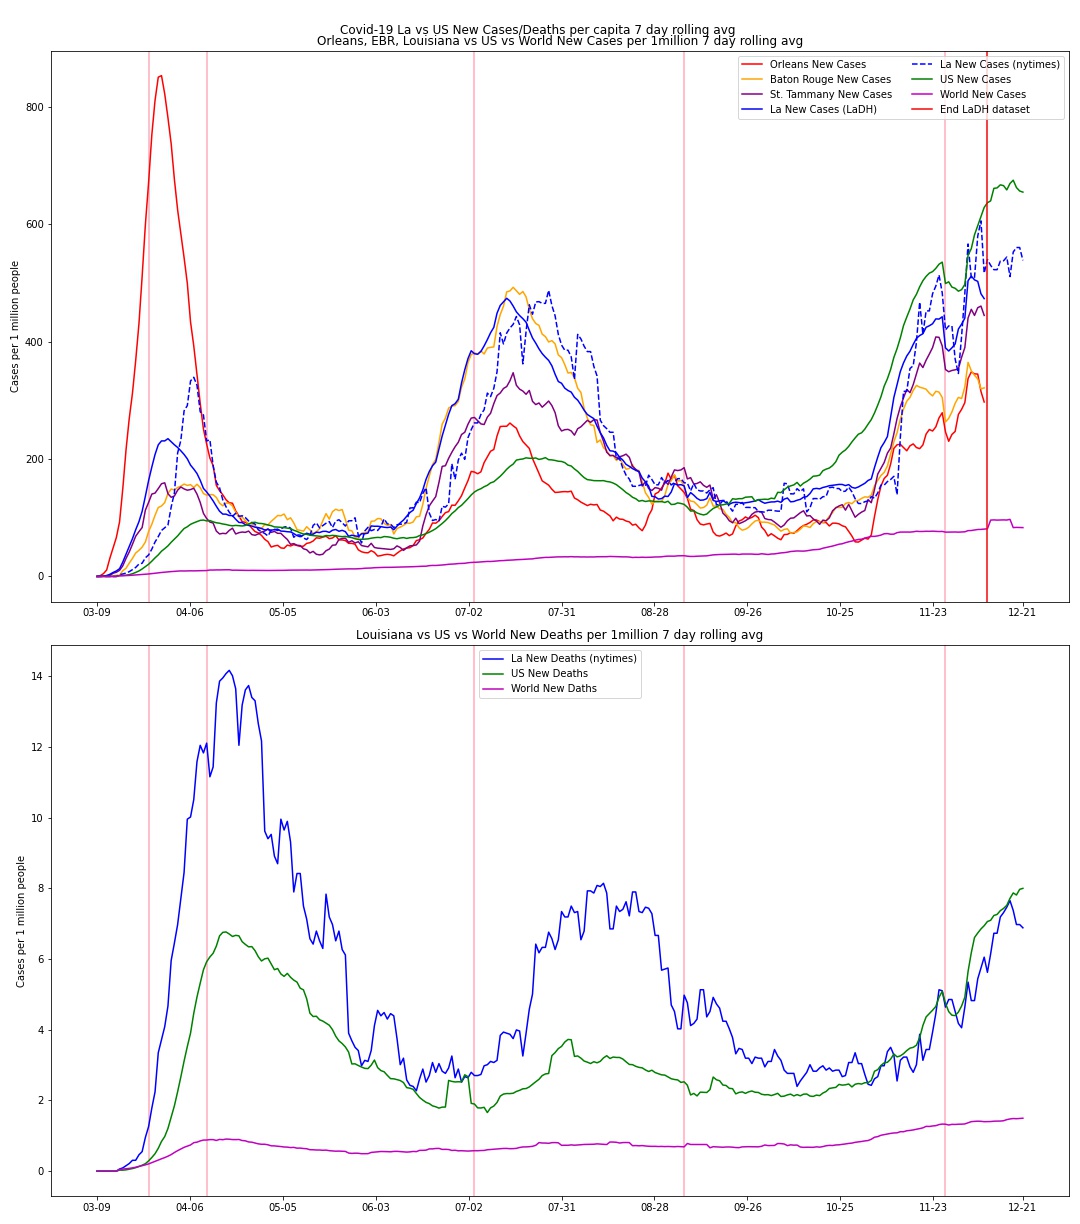 Covid-19 La vs US New Cases/Deaths per capita 7 day rolling avg
Orleans, EBR, Louisiana vs US vs World New Cases per 1million 7 day rolling avg
Cases per 1 million people
800
600
400
200
0
Orleans New Cases
Baton Rouge New Cases
St. Tammany New Cases
La New Cases (LaDH)
La New Cases (nytimes)
US New Cases
World New Cases
End LaDH dataset
03-09 04-06 05-05 06-03 07-02 07-31 08-28 09-26 10-25 11-23 12-21
Louisiana vs US vs World New Deaths per 1million 7 day rolling avg
Cases per 1 million people
14
12
10
8
6
4
2
0
La New Deaths (nytimes)
US New Deaths
World New Daths
03-09 04-06 05-05 06-03 07-02 07-31 08-28 09-26 10-25 11-23 12-21